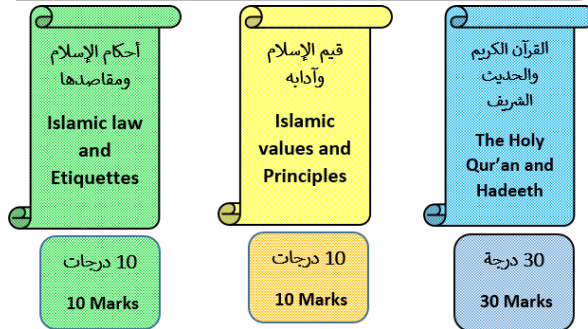 أحكام الإسلام
ومقاصدها
Islamic law
and
Etiquettes
10 درجات
10 Marks
قيم الإسلام
وآدابه
Islamic
values and
Principles
10 درجات
10 Marks
القرآن الكريم
والحديث
الشريف
The Holy
Qur’an and
Hadeeth
30 درجة
30 Marks